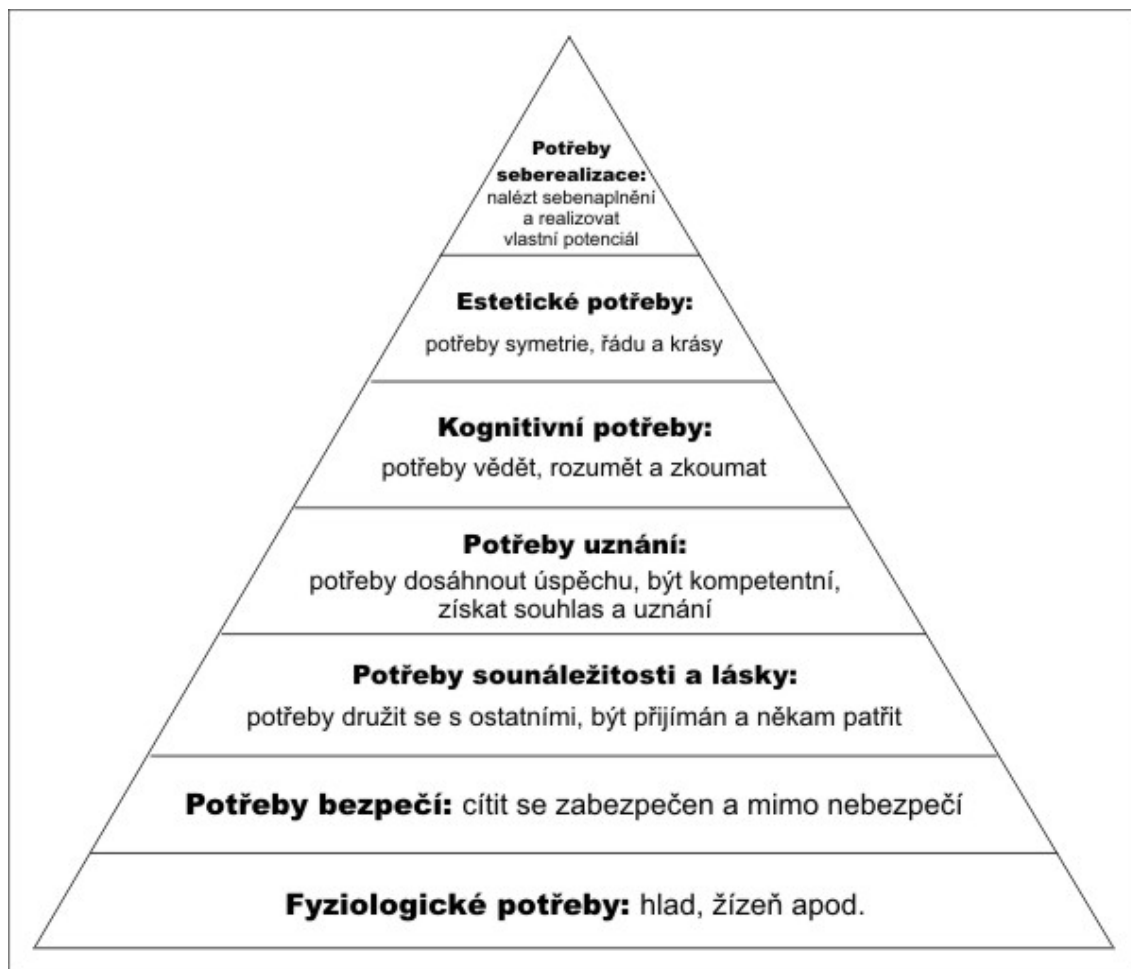 Potřeby
seberealizace:
nalézt sebenaplnění
a realizovat
vlastní potenciál
Estetické potřeby:
potřeby symetrie, řádu a krásy
Kognitivní potřeby:
potřeby vědět, rozumět a zkoumat
Potřeby uznání:
potřeby dosáhnout úspěchu, být kompetentní,
získat souhlas a uznání
Potřeby sounáležitosti a lásky:
potřeby družit se s ostatními, být přijímán a někam patřit
Potřeby bezpečí: cítit se zabezpečen a mimo nebezpečí
Fyziologické potřeby: hlad, žízeň apod.